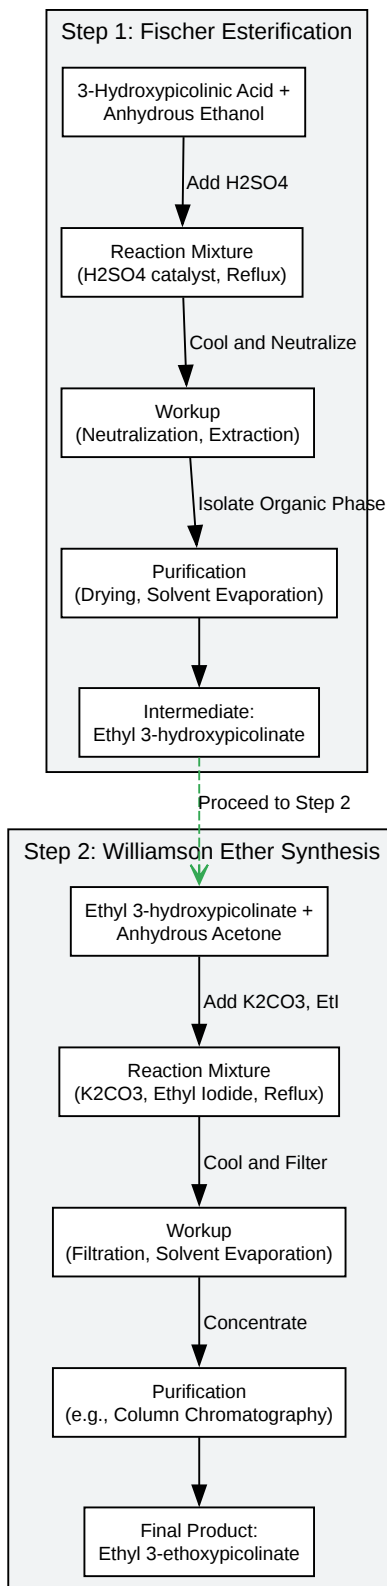 Step 1: Fischer Esterification
3-Hydroxypicolinic Acid +
Anhydrous Ethanol
Add H2SO4
Reaction Mixture
(H2SO4 catalyst, Reflux)
Cool and Neutralize
Workup
(Neutralization, Extraction)
Isolate Organic Phase
Purification
(Drying, Solvent Evaporation)
Intermediate:
Ethyl 3-hydroxypicolinate
Proceed to Step 2
Step 2: Williamson Ether Synthesis
Ethyl 3-hydroxypicolinate +
Anhydrous Acetone
Add K2CO3, EtI
Reaction Mixture
(K2CO3, Ethyl Iodide, Reflux)
Cool and Filter
Workup
(Filtration, Solvent Evaporation)
Concentrate
Purification
(e.g., Column Chromatography)
Final Product:
Ethyl 3-ethoxypicolinate